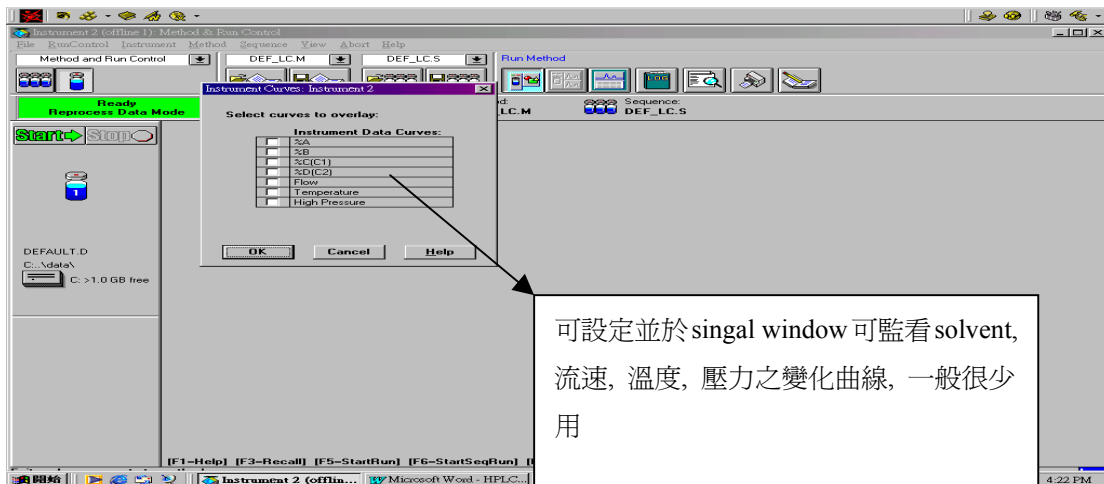 Instrument 2 (offline 1): Method & Run Control
File RunControl Instrument Method Sequence View Abort Help
Method and Run Control DEF_LC.M DEF_LC.S Run Method
Ready
Reprocess Data Mode
Sequence:
LC.M DEF_LC.S
Start Stop
Instrument Curves: Instrument 2
Select curves to overlay:
Instrument Data Curves:
%A
%B
%C(C1)
%D(C2)
Flow
Temperature
High Pressure
OK Cancel Help
1
DEFAULT.D
C:..\data\
C: >1.0 GB free
可設定並於singal window可監看solvent,
流速, 溫度, 壓力之變化曲線, 一般很少
用
[F1-Help] [F3-Recall] [F5-StartRun] [F6-StartSeqRun]
開始 Instrument 2 (offlin... Microsoft Word - HPLC... 4:22 PM